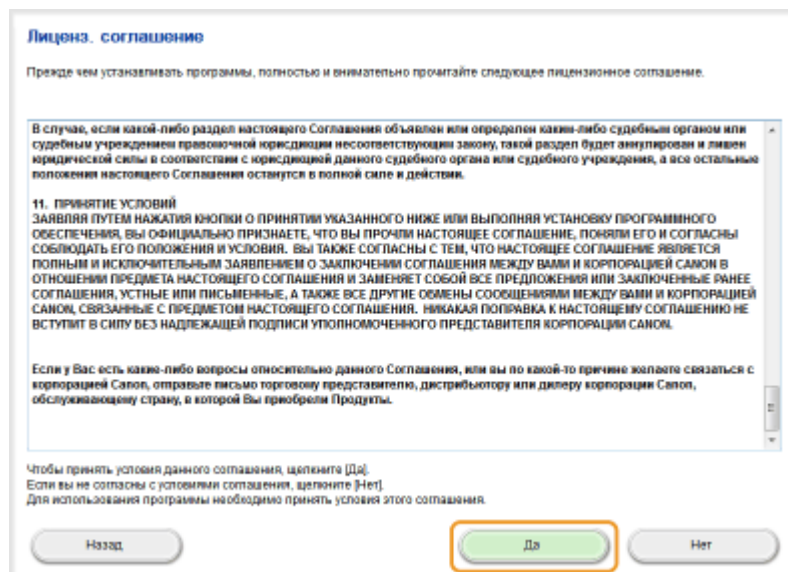 Лиценз. соглашение
Прежде чем устанавливать программы, полностью и внимательно прочитайте следующее лицензионное соглашение.
В случае, если какой-либо раздел настоящего Соглашения объявлен или определен каким-либо судебным органом или
судебным учреждением правомочной юрисдикции несоответствующим закону, такой раздел будет аннулирован и лишен
юридической силы в соответствии с юрисдикцией данного судебного органа или судебного учреждения, а все остальные
положения настоящего Соглашения останутся в полной силе и действии.
11. ПРИНЯТИЕ УСЛОВИЙ
ЗАЯВЛЯЯ ПУТЕМ НАЖАТИЯ КНОПКИ О ПРИНЯТИИ УКАЗАННОГО НИЖЕ ИЛИ ВЫПОЛНЯЯ УСТАНОВКУ ПРОГРАММНОГО
ОБЕСПЕЧЕНИЯ, ВЫ ОФИЦИАЛЬНО ПРИЗНАЕТЕ, ЧТО ВЫ ПРОЧЛИ НАСТОЯЩЕЕ СОГЛАШЕНИЕ, ПОНЯЛИ ЕГО И СОГЛАСНЫ
СОБЛЮДАТЬ ЕГО ПОЛОЖЕНИЯ И УСЛОВИЯ. ВЫ ТАКЖЕ СОГЛАСНЫ С ТЕМ, ЧТО НАСТОЯЩЕЕ СОГЛАШЕНИЕ ЯВЛЯЕТСЯ
ПОЛНЫМ И ИСКЛЮЧИТЕЛЬНЫМ ЗАЯВЛЕНИЕМ О ЗАКЛЮЧЕНИИ СОГЛАШЕНИЯ МЕЖДУ ВАМИ И КОРПОРАЦИЕЙ CANON В
ОТНОШЕНИИ ПРЕДМЕТА НАСТОЯЩЕГО СОГЛАШЕНИЯ И ЗАМЕНЯЕТ СОБОЙ ВСЕ ПРЕДЛОЖЕНИЯ ИЛИ ЗАКЛЮЧЕННЫЕ РАНЕЕ
СОГЛАШЕНИЯ, УСТНЫЕ ИЛИ ПИСЬМЕННЫЕ, А ТАКЖЕ ВСЕ ДРУГИЕ ОБМЕНЫ СООБЩЕНИЯМИ МЕЖДУ ВАМИ И КОРПОРАЦИЕЙ
CANON, СВЯЗАННЫЕ С ПРЕДМЕТОМ НАСТОЯЩЕГО СОГЛАШЕНИЯ. НИКАКАЯ ПОПРАВКА К НАСТОЯЩЕМУ СОГЛАШЕНИЮ НЕ
ВСТУПИТ В СИЛУ БЕЗ НАДЛЕЖАЩЕЙ ПОДПИСИ УПОЛНОМОЧЕННОГО ПРЕДСТАВИТЕЛЯ КОРПОРАЦИИ CANON.
Если у Вас есть какие-либо вопросы относительно данного Соглашения, или вы по какой-то причине желаете связаться с
корпорацией Canon, отправьте письмо торговому представителю, дистрибьютору или дилеру корпорации Canon,
обслуживающему страну, в которой Вы приобрели Продукты.
Чтобы принять условия данного соглашения, щелкните [Да].
Если вы не согласны с условиями соглашения, щелкните [Нет].
Для использования программы необходимо принять условия этого соглашения.
Назад
Да
Нет